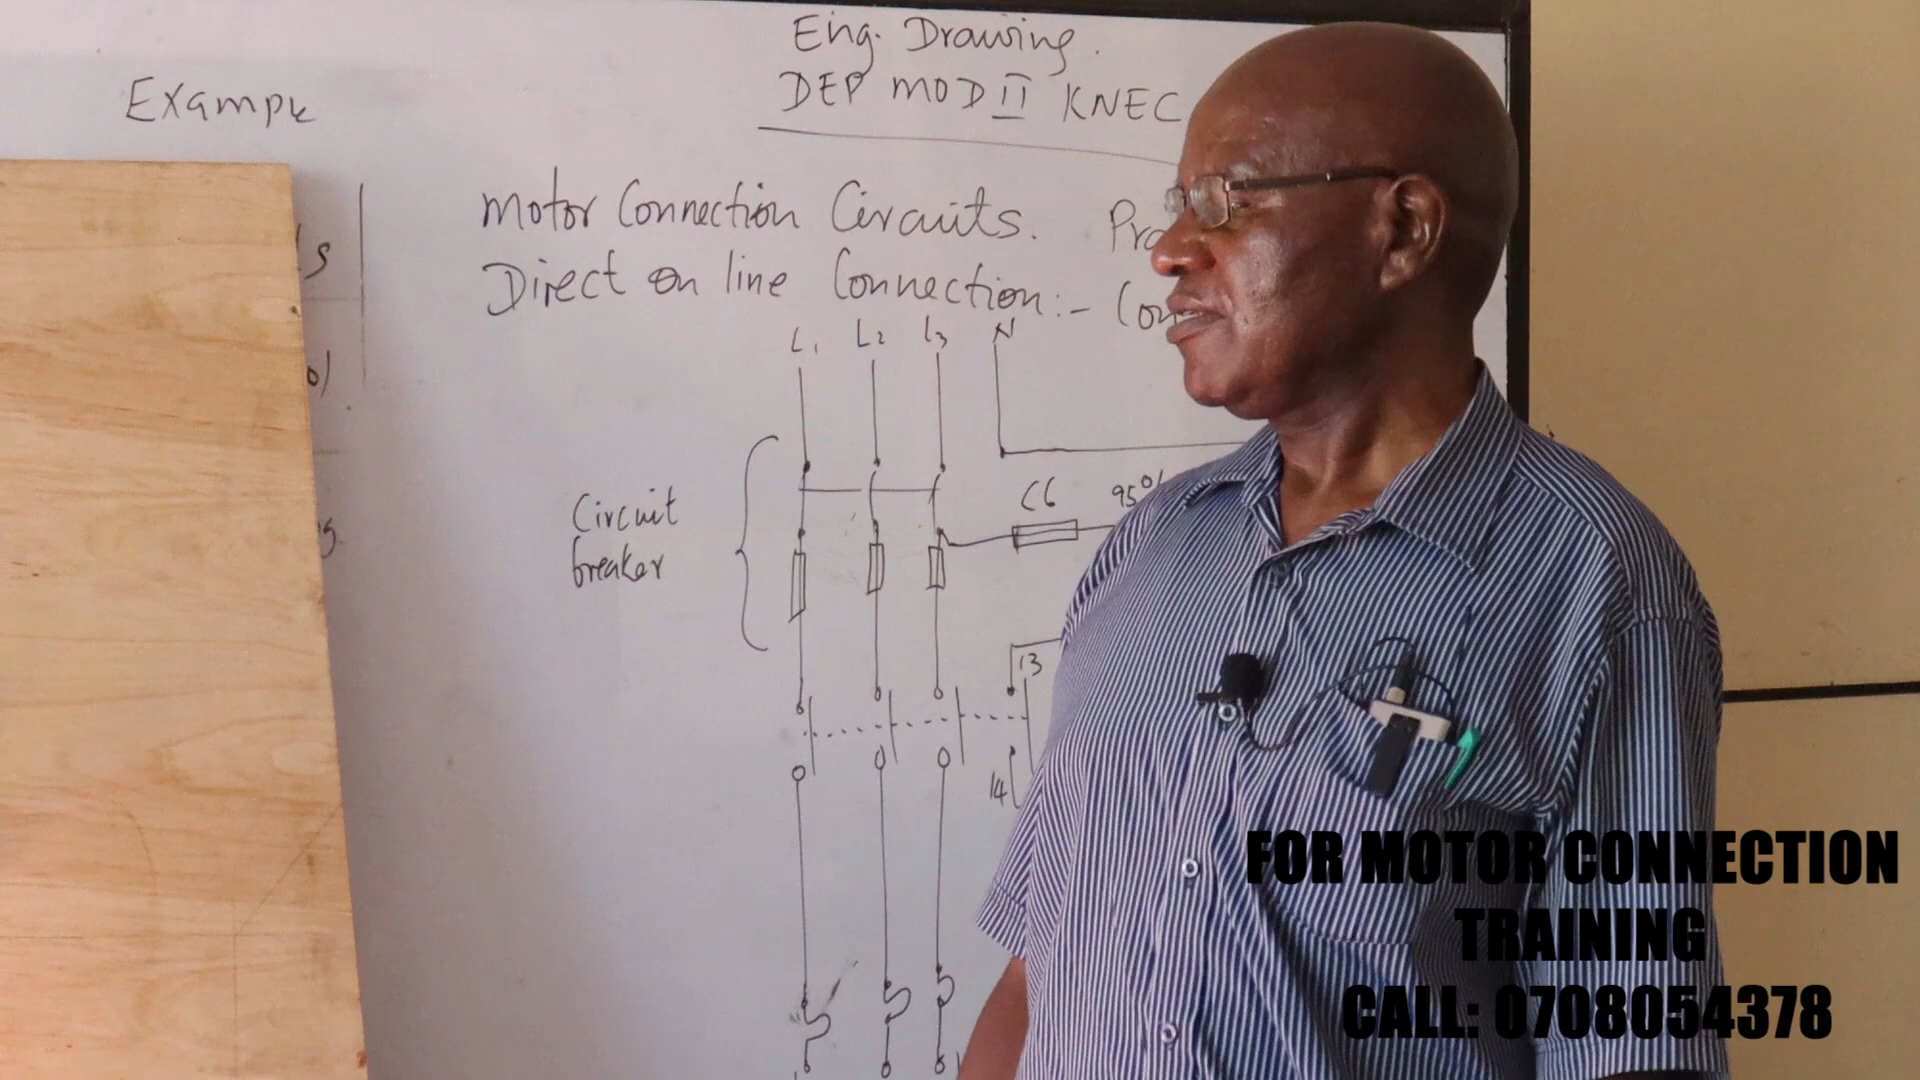 Eng. Drawing.
DEP MOD II KNEC
Example
Motor Connection Circuits.
Direct on line Connection:-
L1 L2 L3 N
Circuit
breaker
C6 95
13
14
FOR MOTOR CONNECTION
TRAINING
CALL: 0708054378